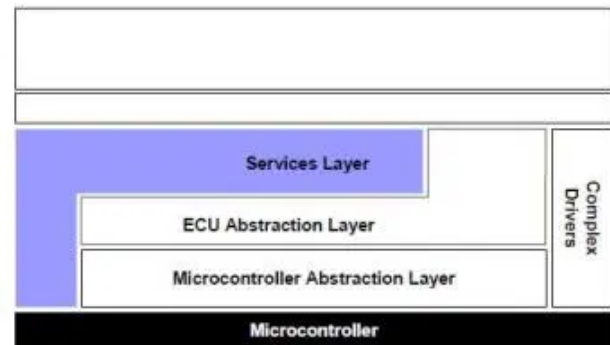 Services Layer
ECU Abstraction Layer
Microcontroller Abstraction Layer
Complex
Drivers
Microcontroller